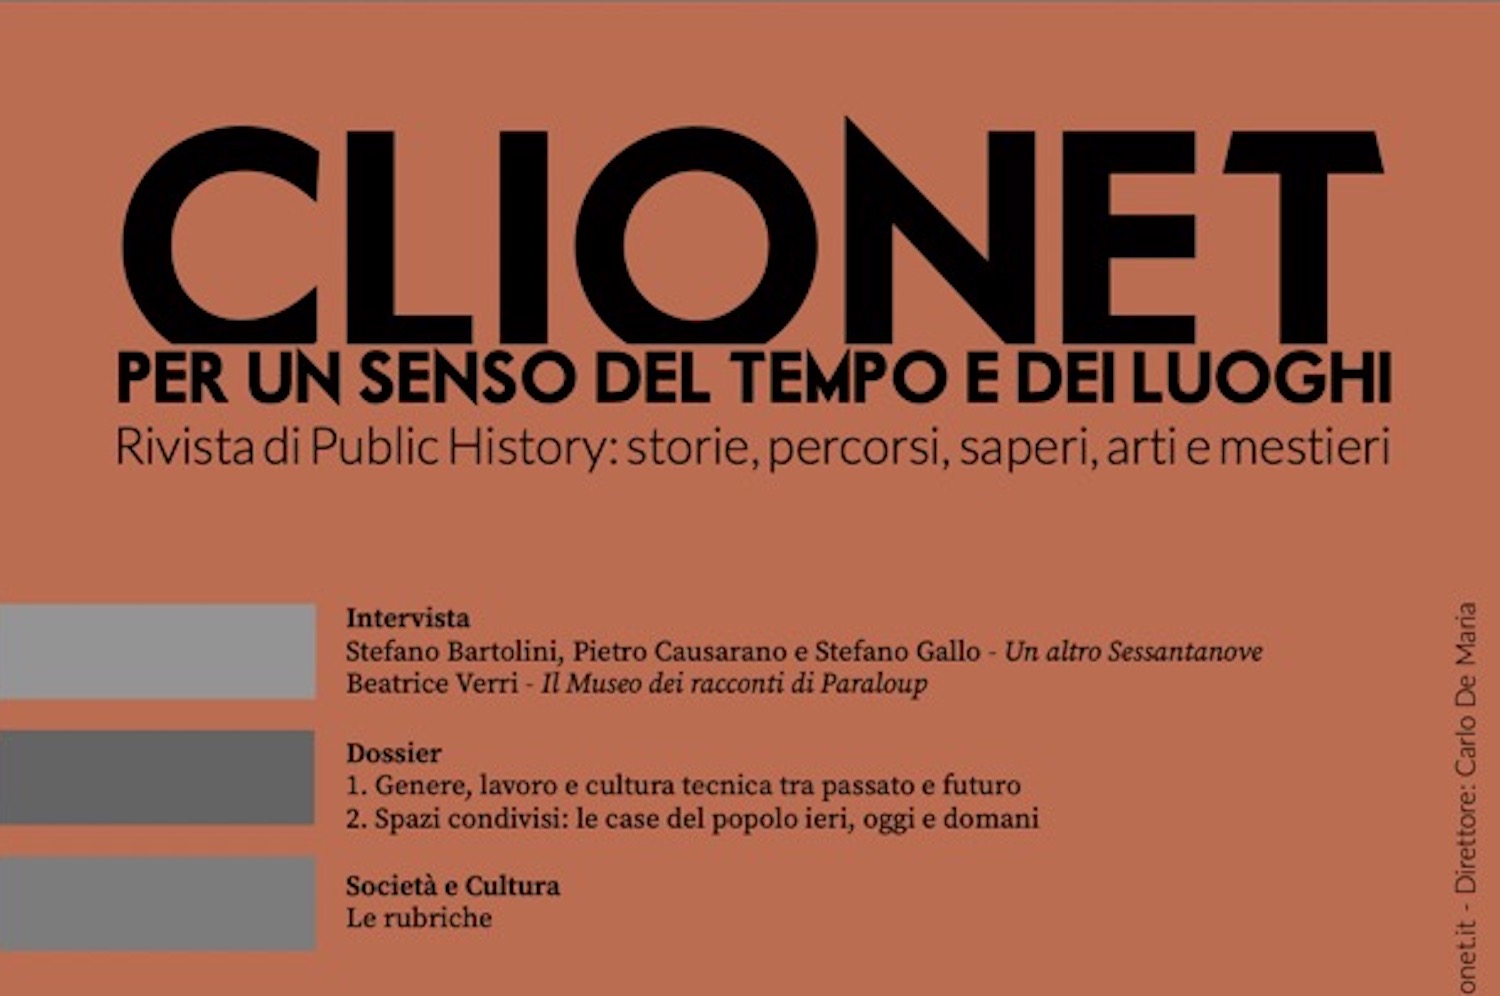 CLIONET
PER UN SENSO DEL TEMPO E DEI LUOGHI
Rivista di Public History: storie, percorsi, saperi, arti e mestieri
Intervista
Stefano Bartolini, Pietro Causarano e Stefano Gallo - Un altro Sessantanove
Beatrice Verri - Il Museo dei racconti di Paraloup
Dossier
1. Genere, lavoro e cultura tecnica tra passato e futuro
2. Spazi condivisi: le case del popolo ieri, oggi e domani
Società e Cultura
Le rubriche
onet.it - Direttore: Carlo De Maria